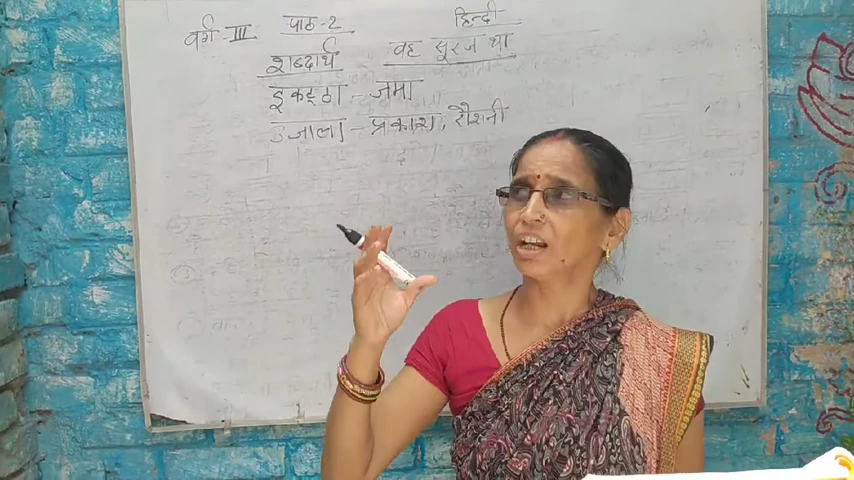 वर्ग - III पाठ - 2 हिन्दी
शब्दार्थ वह सूरज था
इकट्ठा - जमा
उजाला - प्रकाश, रौशनी